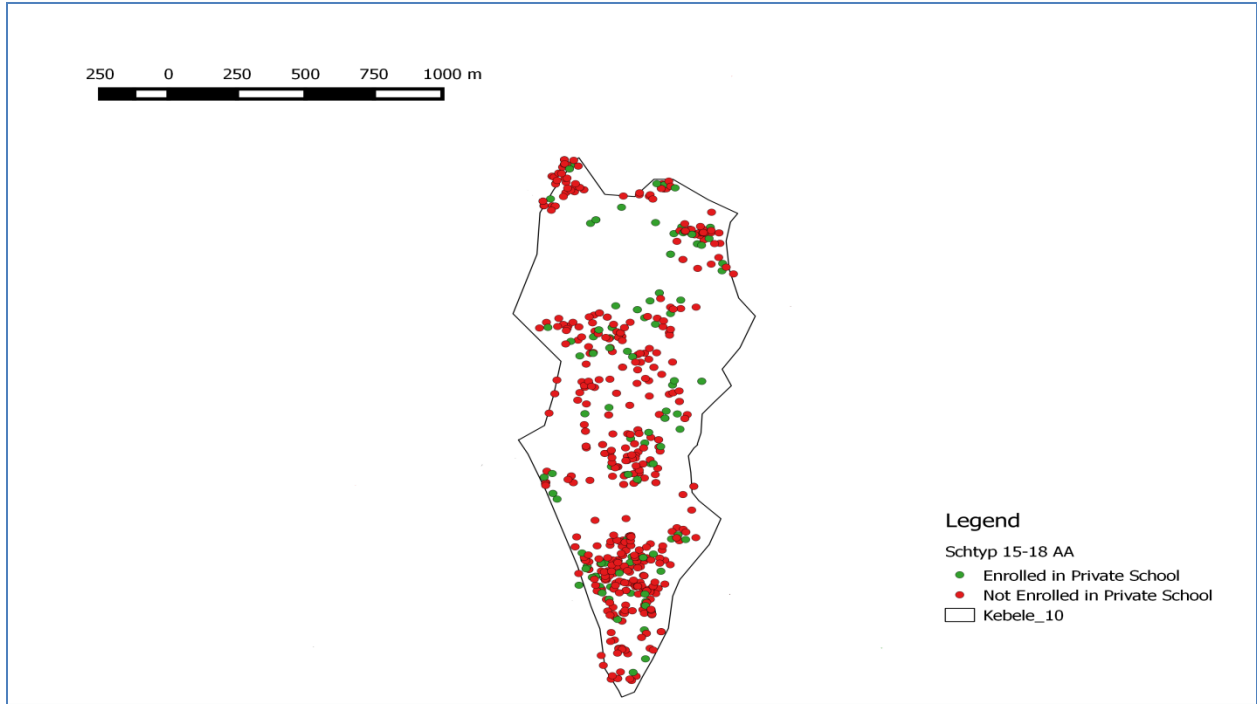 250 0 250 500 750 1000 m
Legend
Schtyp 15-18 AA
Enrolled in Private School
Not Enrolled in Private School
Kebele_10